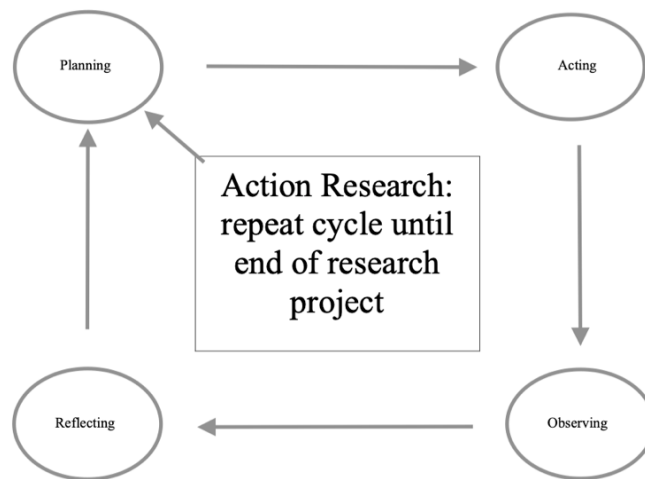 Planning
Acting
Action Research:
repeat cycle until
end of research
project
Reflecting
Observing